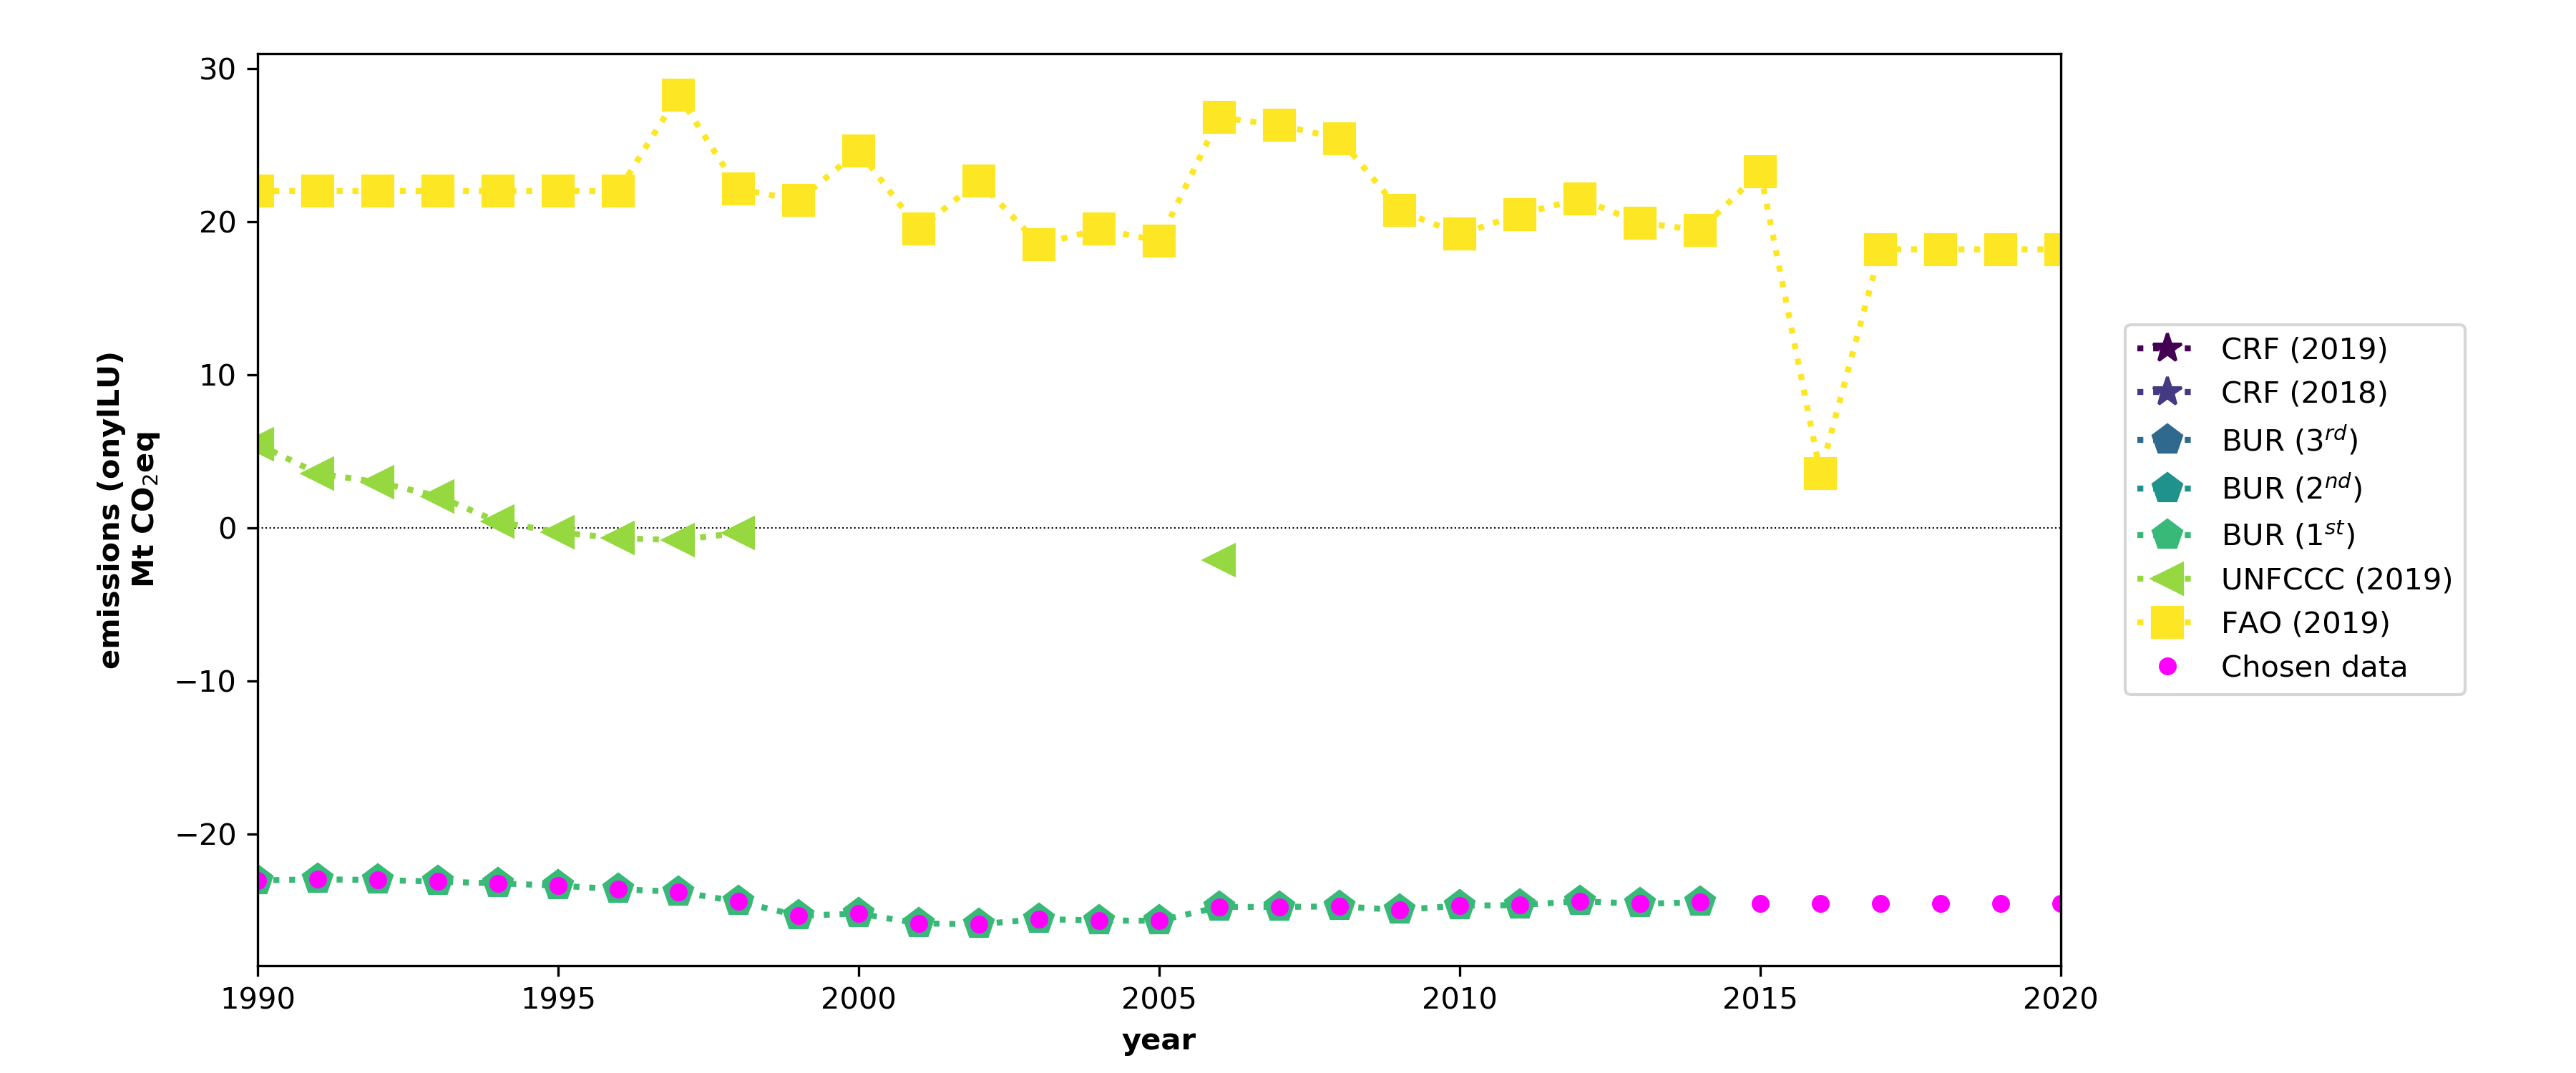 30
20
10
0
−10
−20
emissions (onylLU)
Mt CO₂eq
1990 1995 2000 2005 2010 2015 2020
year
CRF (2019)
CRF (2018)
BUR (3ʳᵈ)
BUR (2ⁿᵈ)
BUR (1ˢᵗ)
UNFCCC (2019)
FAO (2019)
Chosen data